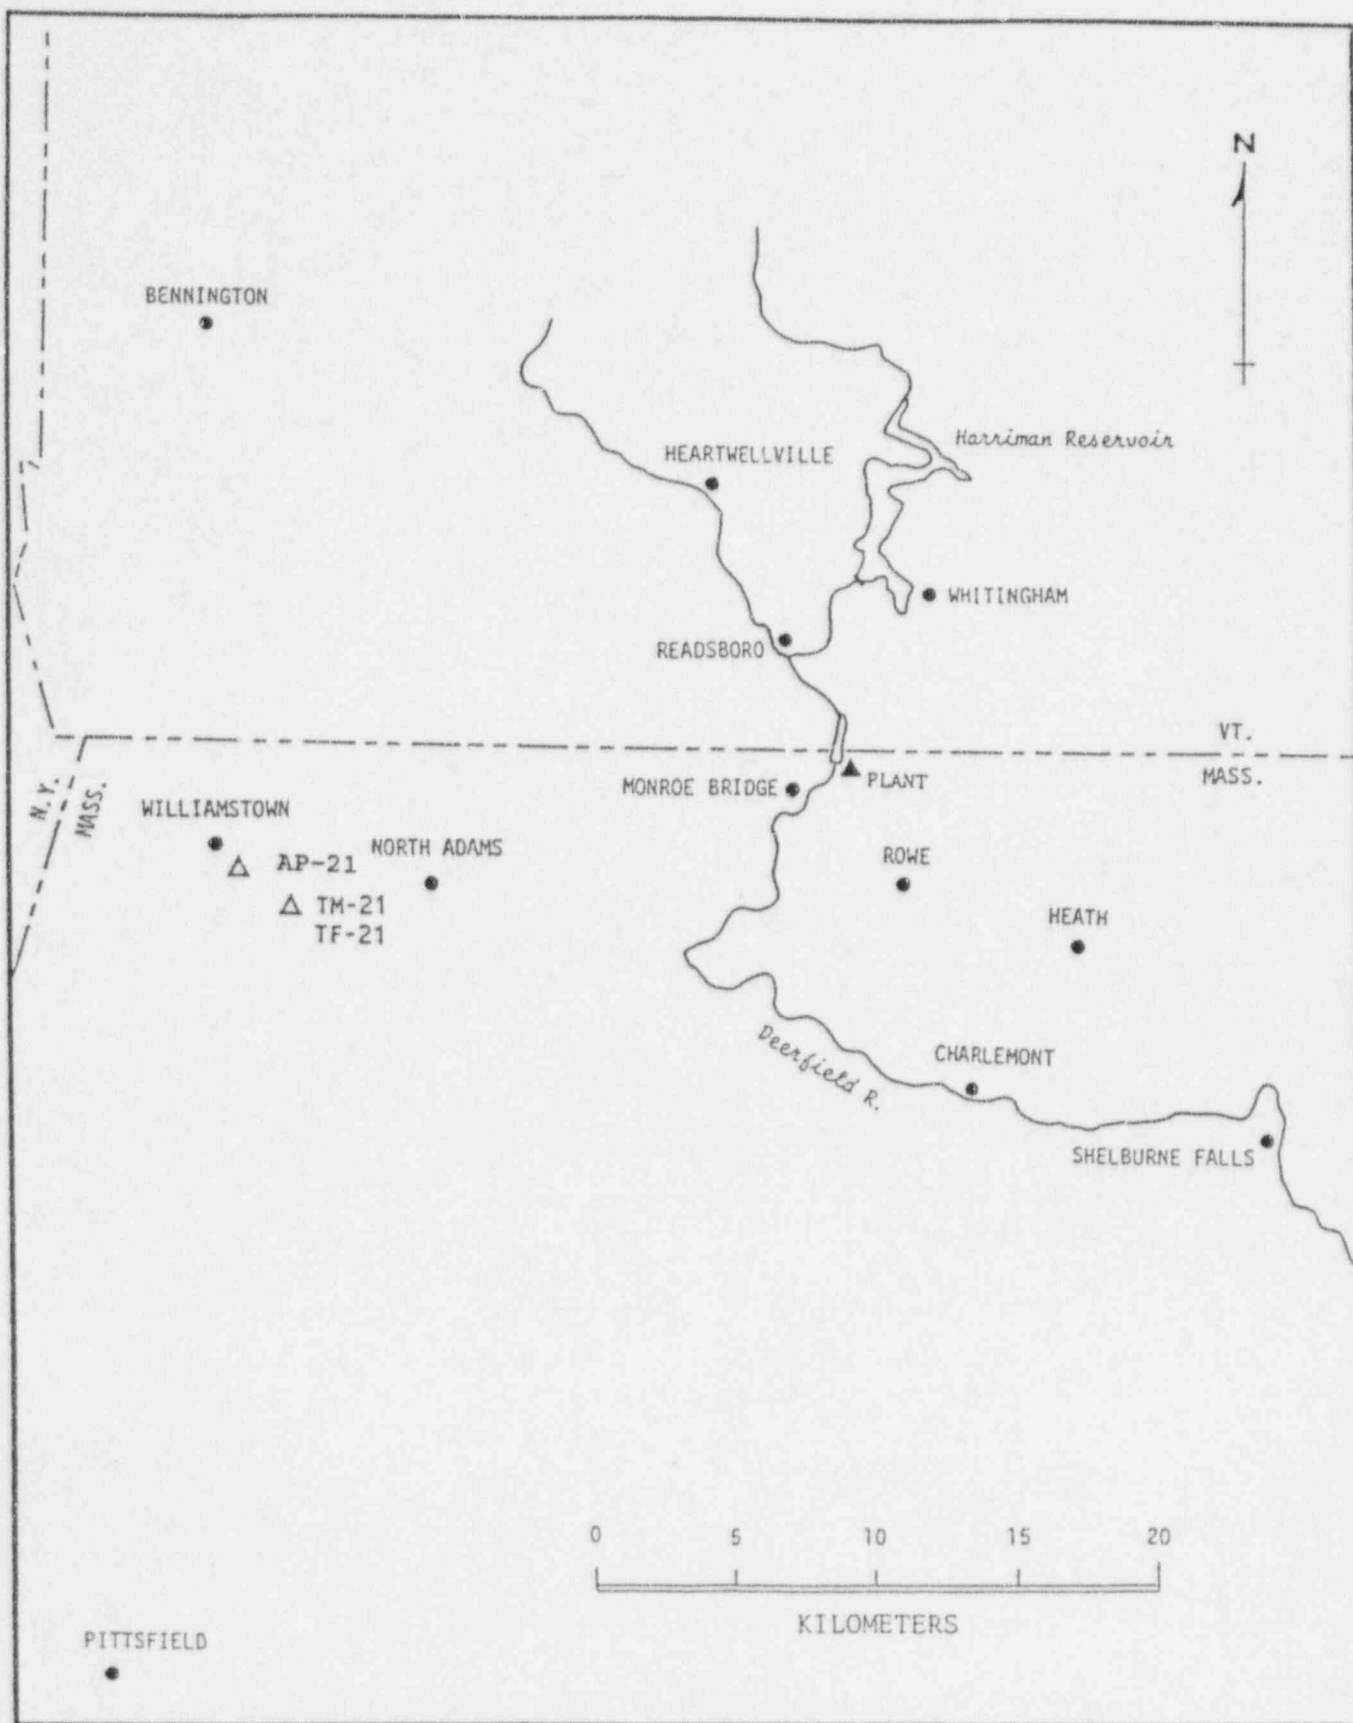 N
BENNINGTON
Harriman Reservoir
HEARTWELLVILLE
WHITINGHAM
READSBORO
VT.
MASS.
N.Y.
MASS.
PLANT
MONROE BRIDGE
WILLIAMSTOWN
NORTH ADAMS
AP-21
ROWE
TM-21
TF-21
HEATH
Deerfield R.
CHARLEMONT
SHELBURNE FALLS
0 5 10 15 20
KILOMETERS
PITTSFIELD